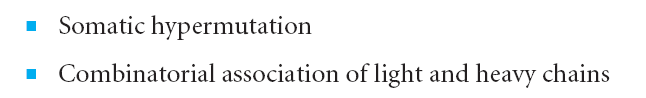 Somatic hypermutation
Combinatorial association of light and heavy chains